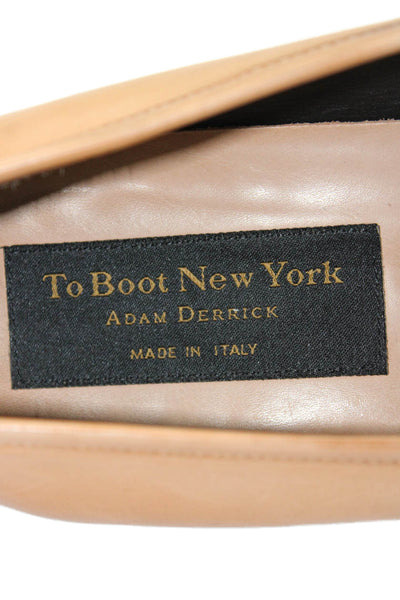 To Boot New York
ADAM DERRICK
MADE IN ITALY